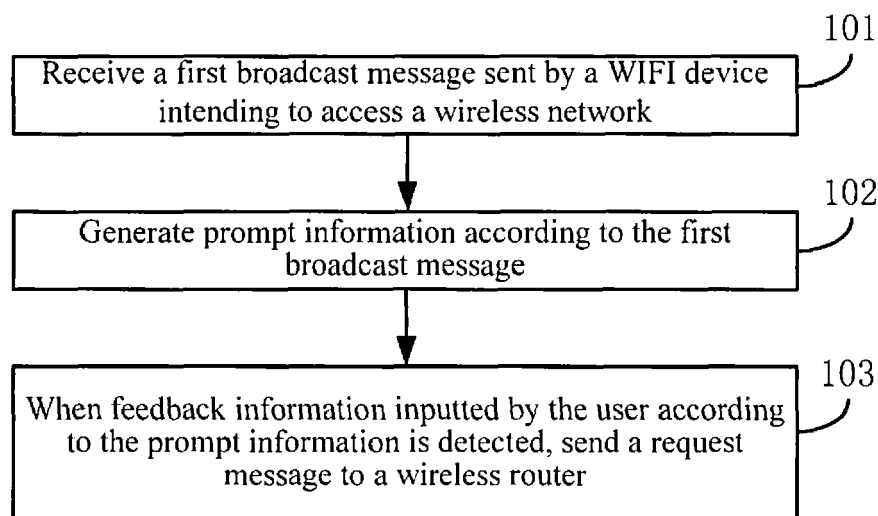 101
Receive a first broadcast message sent by a WIFI device
intending to access a wireless network
102
Generate prompt information according to the first
broadcast message
103
When feedback information inputted by the user according
to the prompt information is detected, send a request
message to a wireless router